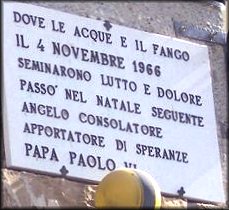 DOVE LE ACQUE E IL FANGO
IL 4 NOVEMBRE 1966
SEMINARONO LUTTO E DOLORE
PASSO' NEL NATALE SEGUENTE
ANGELO CONSOLATORE
APPORTATORE DI SPERANZE
PAPA PAOLO VI